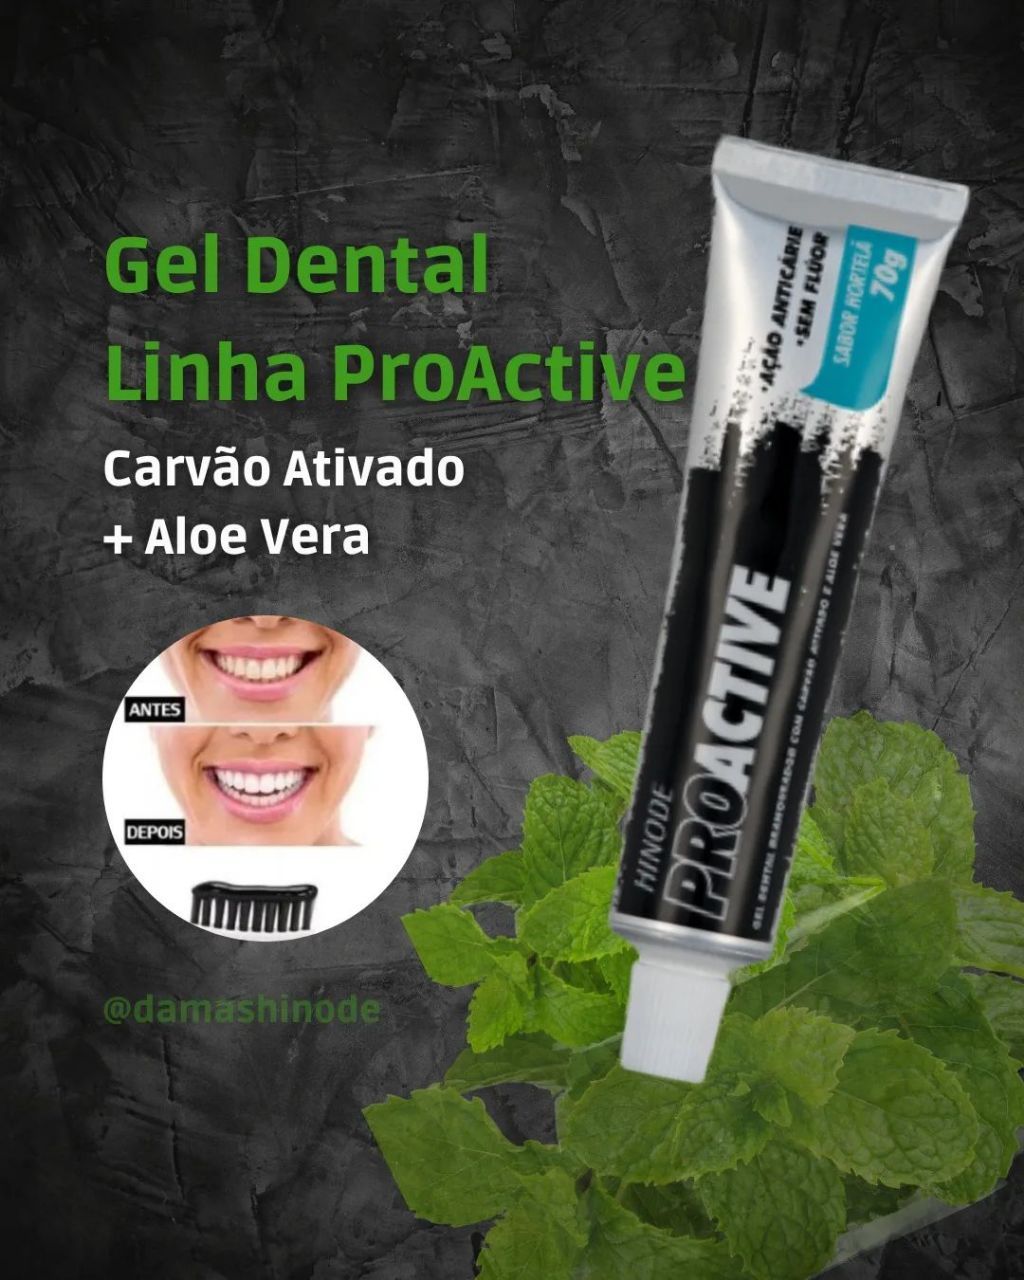 Gel Dental
Linha ProActive
Carvão Ativado
+ Aloe Vera
ANTES
DEPOIS
@damashinode
•AÇÃO ANTICÁRIE
•SEM FLÚOR
SABOR HORTELÃ
70g
HINODE
PROACTIVE
GEL DENTAL BRANQUEADOR COM CARVÃO ATIVADO E ALOE VERA